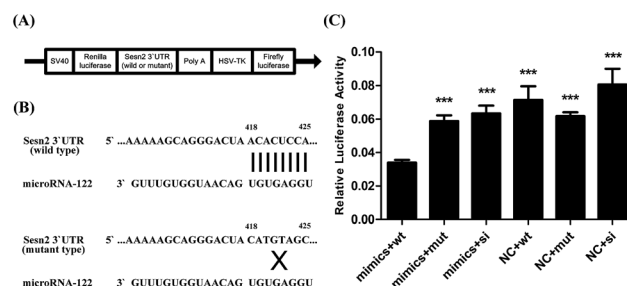 (A)
SV40
Renilla luciferase
Sesn2 3`UTR (wild or mutant)
Poly A
HSV-TK
Firefly luciferase
(B)
418 425
Sesn2 3`UTR 5` ...AAAAAGCAGGGACUA ACACUCCA...
(wild type)
microRNA-122 3` GUUUGUGGUAACAG UGUGAGGU
418 425
Sesn2 3`UTR 5` ...AAAAAGCAGGGACUA CATGTAGC...
(mutant type)
X
microRNA-122 3` GUUUGUGGUAACAG UGUGAGGU
(C)
Relative Luciferase Activity
0.10
0.08
0.06
0.04
0.02
0.00
*** *** *** *** ***
mimics+wt
mimics+mut
mimics+si
NC+wt
NC+mut
NC+si